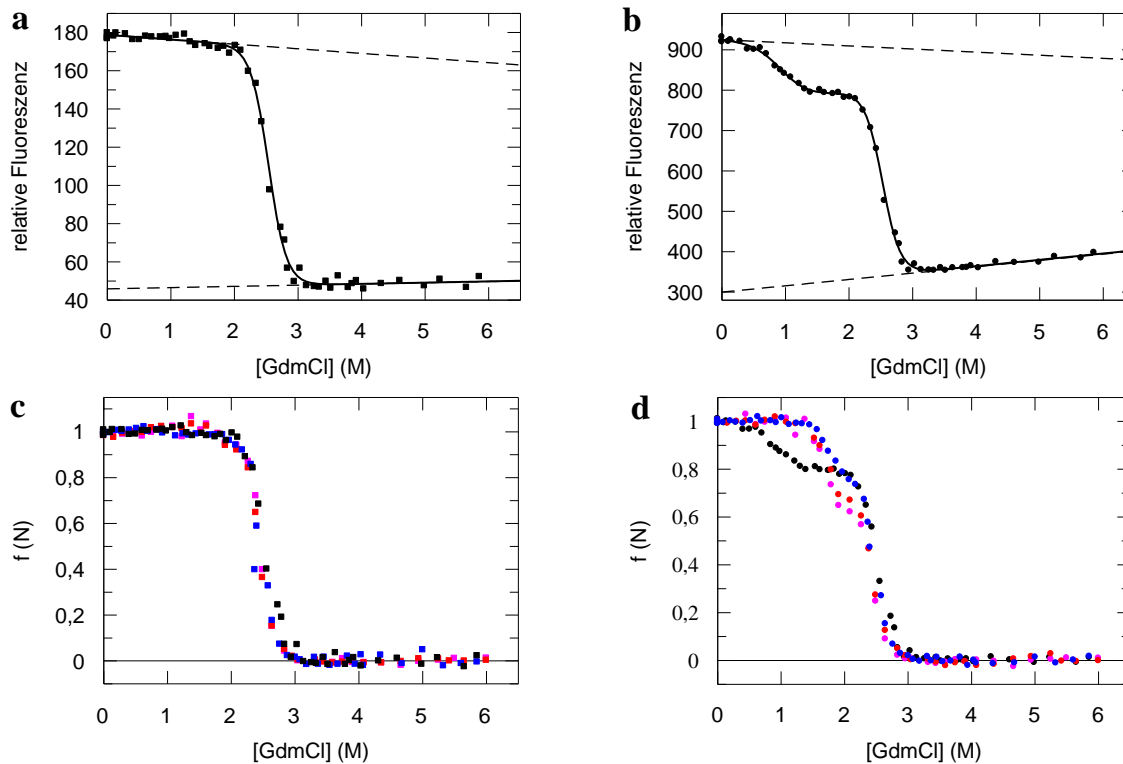 a
180
160
140
120
100
80
60
40
relative Fluoreszenz
0 1 2 3 4 5 6
[GdmCl] (M)
b
900
800
700
600
500
400
300
relative Fluoreszenz
0 1 2 3 4 5 6
[GdmCl] (M)
c
1
0,8
0,6
0,4
0,2
0
f (N)
0 1 2 3 4 5 6
[GdmCl] (M)
d
1
0,8
0,6
0,4
0,2
0
f (N)
0 1 2 3 4 5 6
[GdmCl] (M)